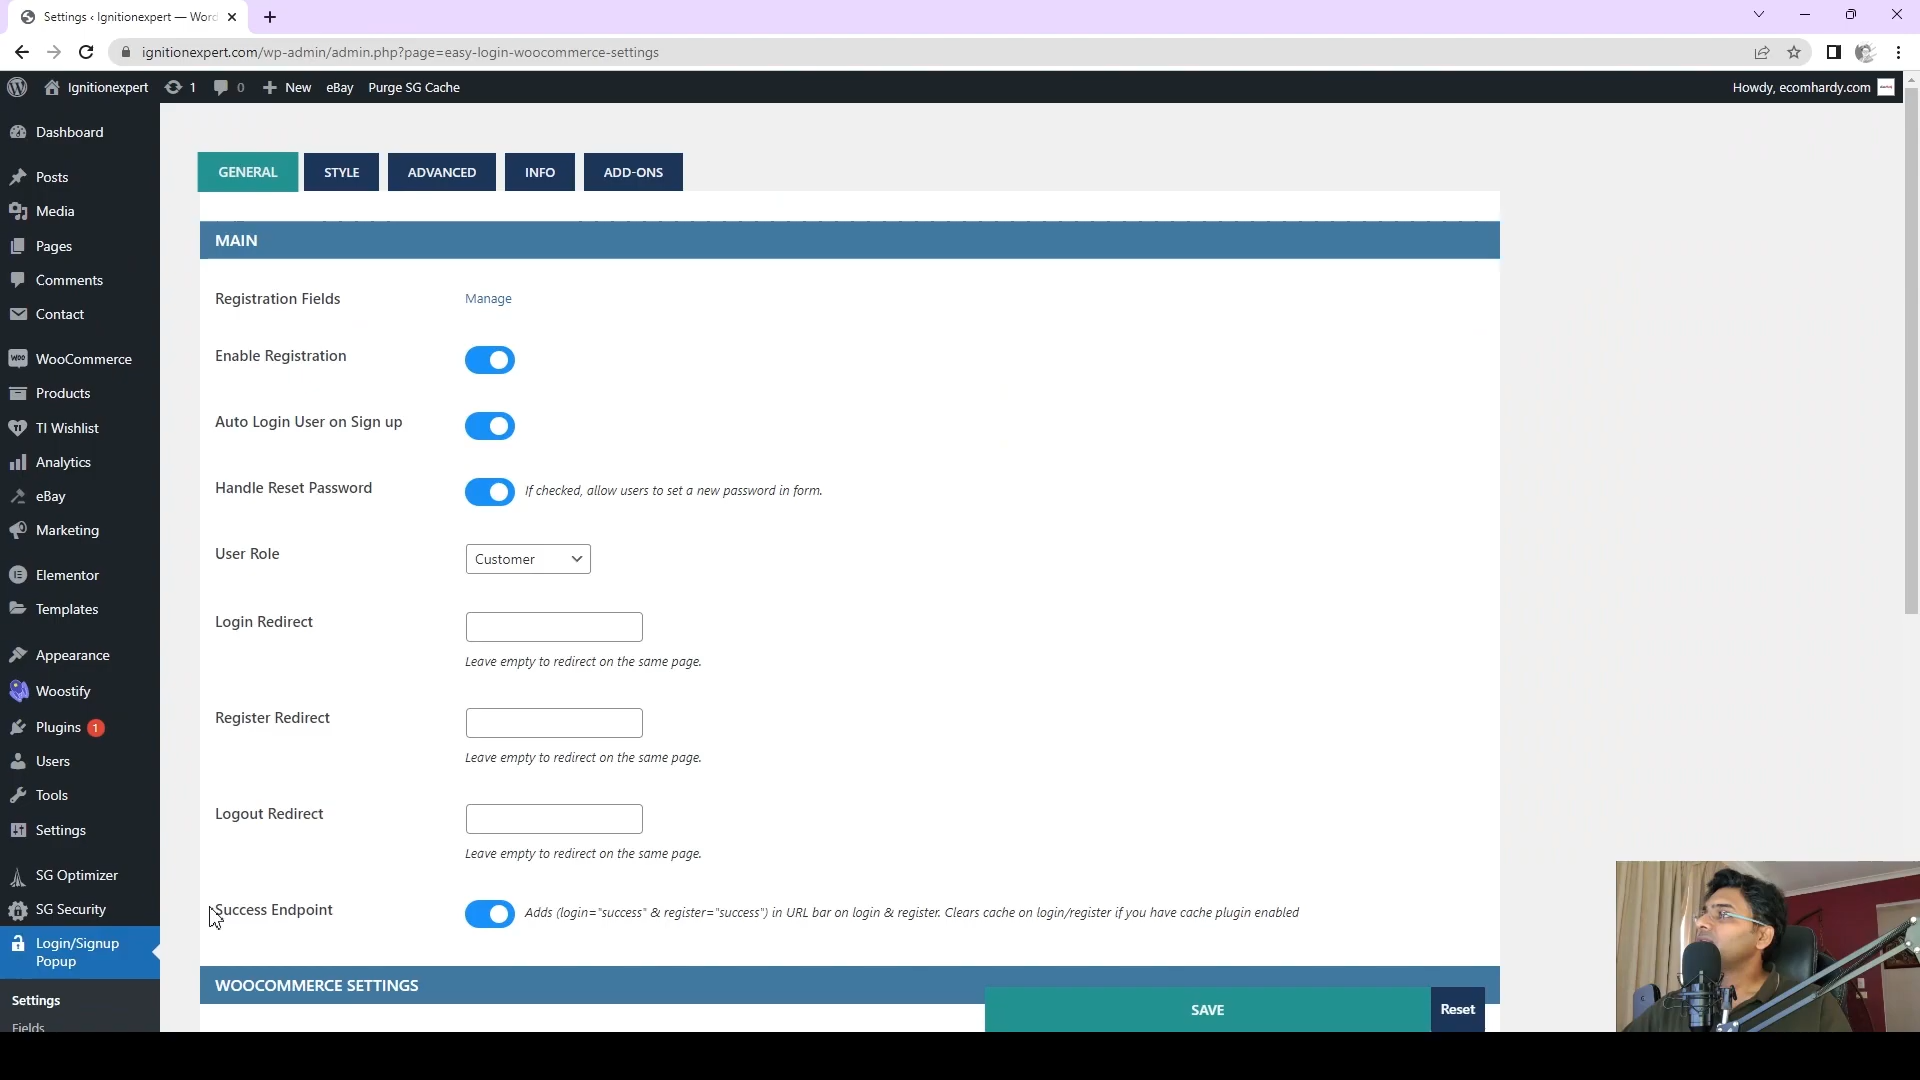 Settings ‹ Ignitionexpert — Word
ignitionexpert.com/wp-admin/admin.php?page=easy-login-woocommerce-settings
Ignitionexpert 1 0 New eBay Purge SG Cache Howdy, ecomhardy.com
Dashboard
Posts
Media
Pages
Comments
Contact
WooCommerce
Products
TI Wishlist
Analytics
eBay
Marketing
Elementor
Templates
Appearance
Woostify
Plugins 1
Users
Tools
Settings
SG Optimizer
SG Security
Login/Signup
Popup
Settings
Fields
GENERAL STYLE ADVANCED INFO ADD-ONS
MAIN
Registration Fields Manage
Enable Registration
Auto Login User on Sign up
Handle Reset Password If checked, allow users to set a new password in form.
User Role Customer
Login Redirect
Leave empty to redirect on the same page.
Register Redirect
Leave empty to redirect on the same page.
Logout Redirect
Leave empty to redirect on the same page.
Success Endpoint Adds (login="success" & register="success") in URL bar on login & register. Clears cache on login/register if you have cache plugin enabled
WOOCOMMERCE SETTINGS
SAVE Reset